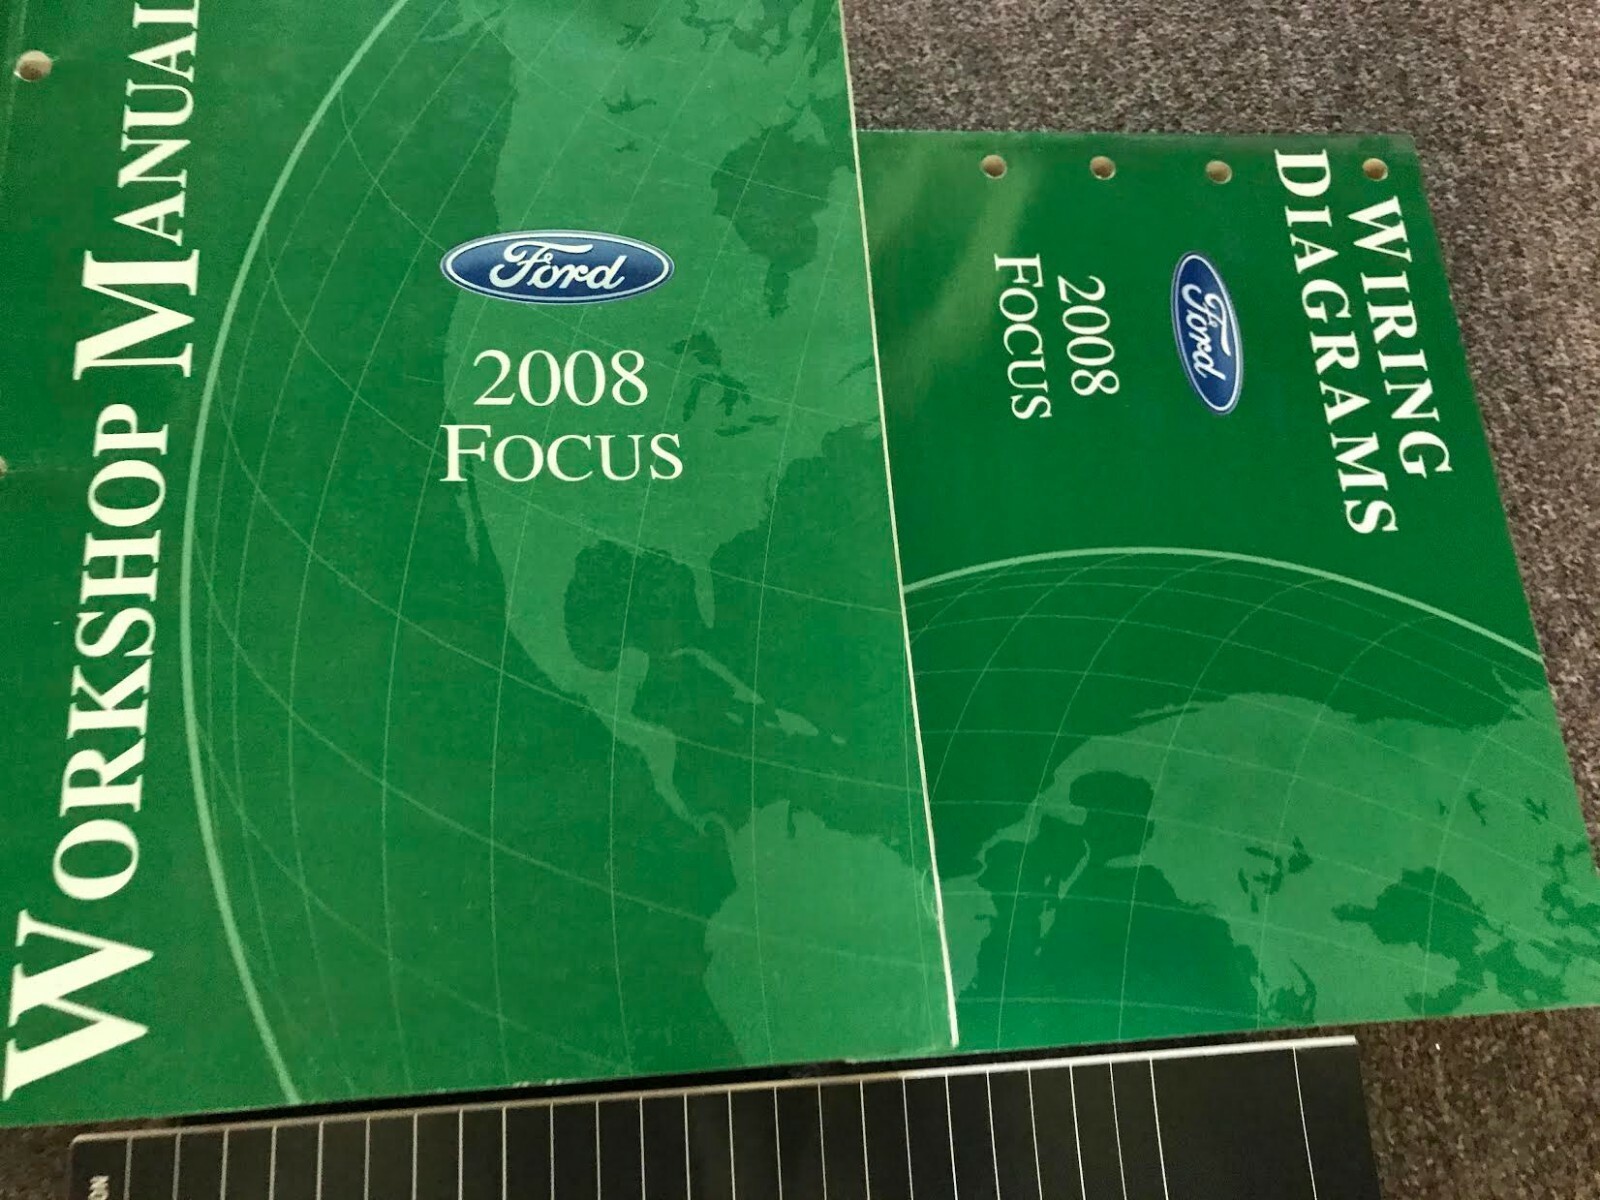 WORKSHOP MANUAL
Ford
2008
FOCUS
WIRING
DIAGRAMS
Ford
2008
FOCUS